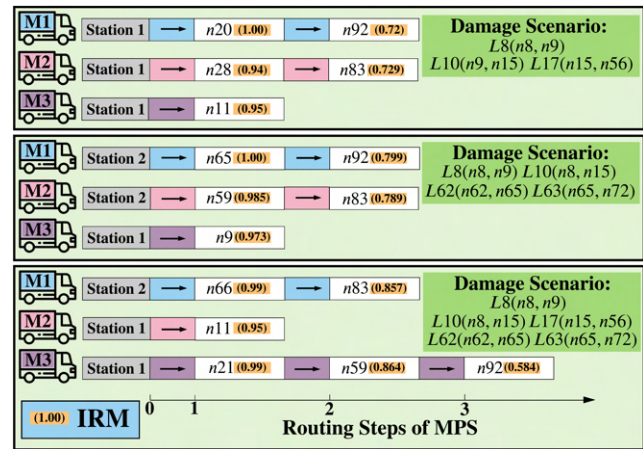 M1 Station 1 → n20 (1.00) → n92 (0.72)
M2 Station 1 → n28 (0.94) → n83 (0.729)
M3 Station 1 → n11 (0.95)
Damage Scenario:
L8(n8, n9)
L10(n9, n15) L17(n15, n56)
M1 Station 2 → n65 (1.00) → n92 (0.799)
M2 Station 2 → n59 (0.985) → n83 (0.789)
M3 Station 1 → n9 (0.973)
Damage Scenario:
L8(n8, n9) L10(n8, n15)
L62(n62, n65) L63(n65, n72)
M1 Station 2 → n66 (0.99) → n83 (0.857)
M2 Station 1 → n11 (0.95)
M3 Station 1 → n21 (0.99) → n59 (0.864) → n92 (0.584)
Damage Scenario:
L8(n8, n9)
L10(n8, n15) L17(n15, n56)
L62(n62, n65) L63(n65, n72)
(1.00) IRM
0 1 2 3
Routing Steps of MPS